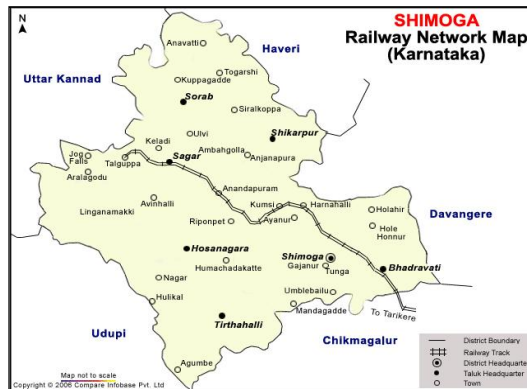 SHIMOGA
Railway Network Map
(Karnataka)
N
Haveri
Uttar Kannad
Davangere
Udupi
Chikmagalur
Anavatti
Togarshi
Kuppagadde
Sorab
Siralkoppa
Ulvi
Shikarpur
Keladi
Ambahgolla
Anjanapura
Jog
Falls
Talguppa
Sagar
Aralagodu
Anandapuram
Avinhalli
Linganamakki
Kumsi
Harnahalli
Holahir
Riponpet
Ayanur
Hole
Honnur
Hosanagara
Humachadakatte
Shimoga
Gajanur
Tunga
Bhadravati
Nagar
Umblebailu
Hulikal
Mandagadde
To Tarikere
Tirthahalli
Agumbe
District Boundary
Railway Track
District Headquarte
Taluk Headquarter
Town
Map not to scale
Copyright © 2006 Compare Infobase Pvt. Ltd